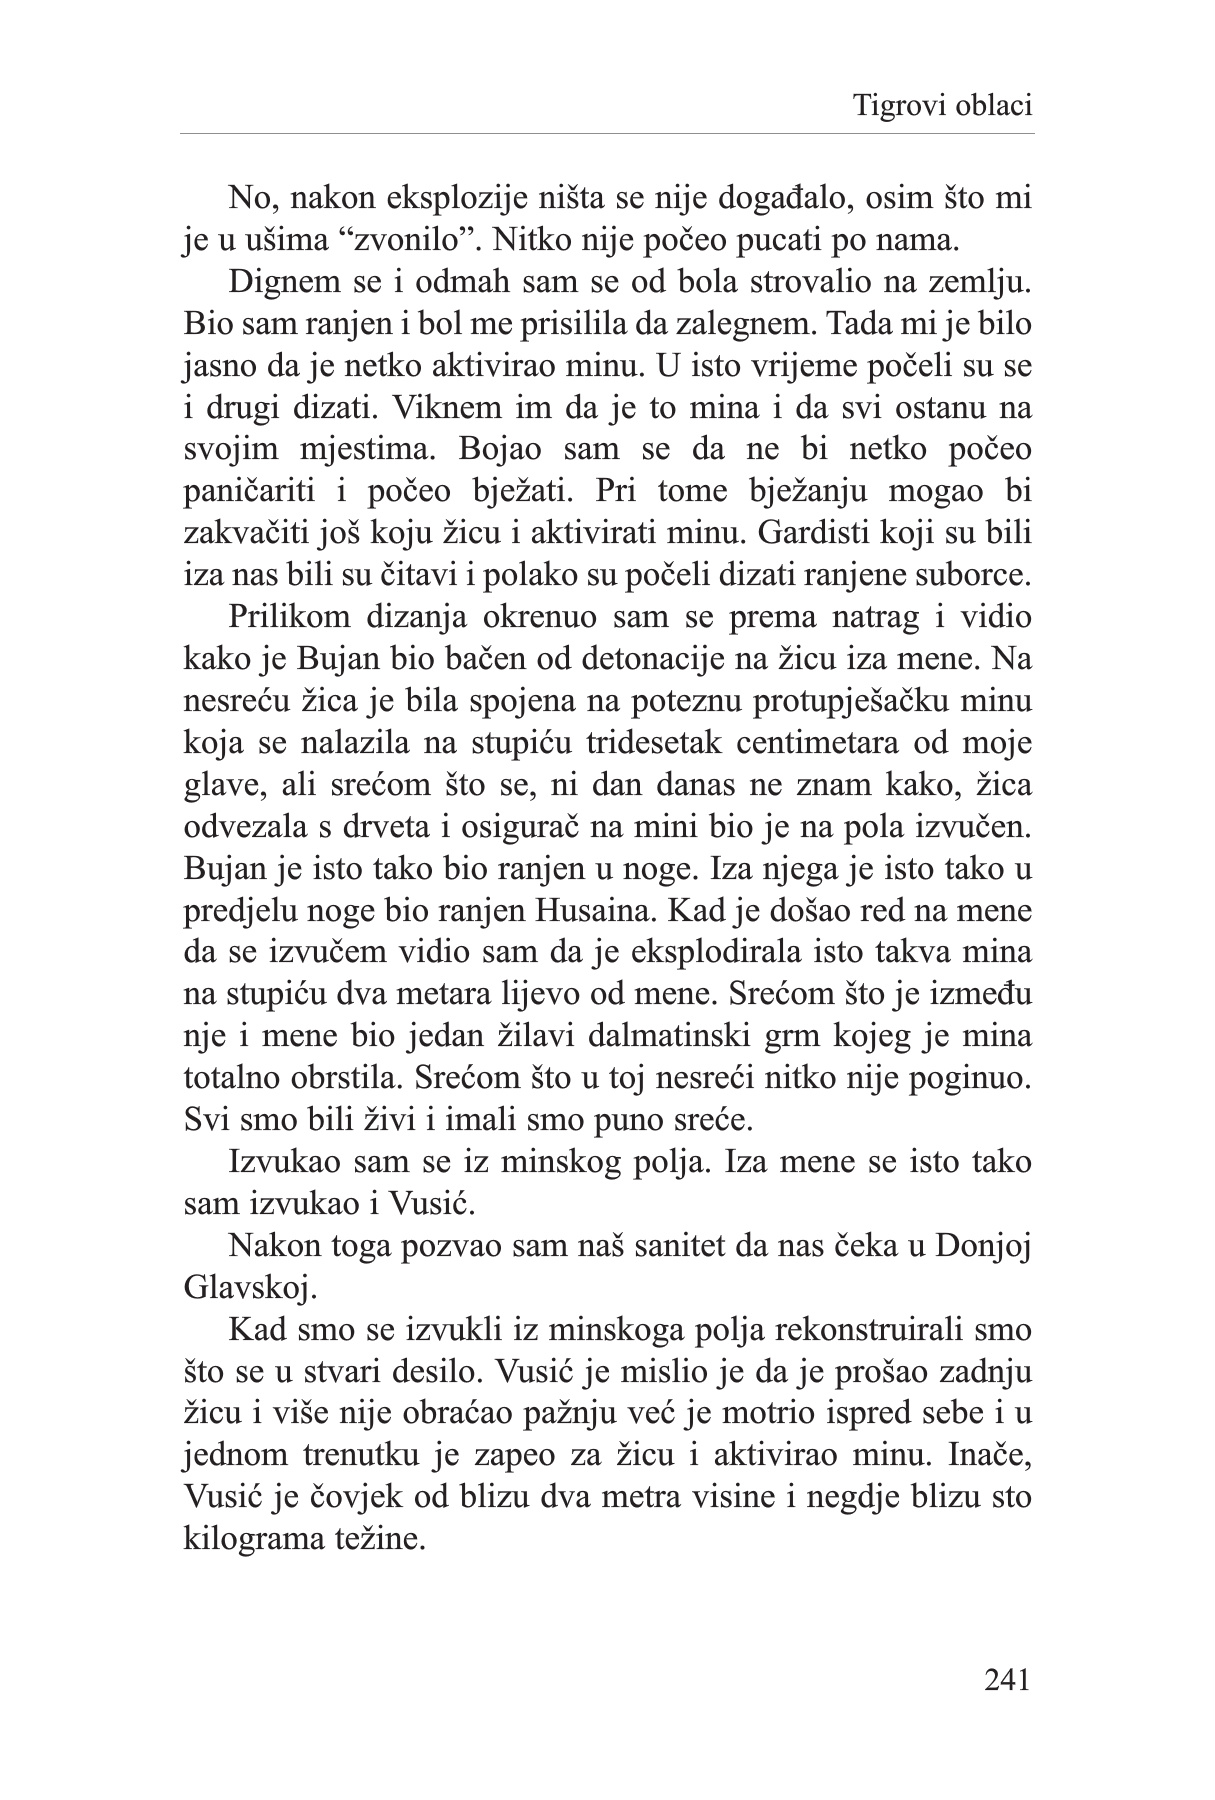 Tigrovi oblaci
No, nakon eksplozije ništa se nije događalo, osim što mi
je u ušima “zvonilo”. Nitko nije počeo pucati po nama.
Dignem se i odmah sam se od bola strovalio na zemlju.
Bio sam ranjen i bol me prisilila da zalegnem. Tada mi je bilo
jasno da je netko aktivirao minu. U isto vrijeme počeli su se
i drugi dizati. Viknem im da je to mina i da svi ostanu na
svojim mjestima. Bojao sam se da ne bi netko počeo
paničariti i počeo bježati. Pri tome bježanju mogao bi
zakvačiti još koju žicu i aktivirati minu. Gardisti koji su bili
iza nas bili su čitavi i polako su počeli dizati ranjene suborce.
Prilikom dizanja okrenuo sam se prema natrag i vidio
kako je Bujan bio bačen od detonacije na žicu iza mene. Na
nesreću žica je bila spojena na poteznu protupješačku minu
koja se nalazila na stupiću tridesetak centimetara od moje
glave, ali srećom što se, ni dan danas ne znam kako, žica
odvezala s drveta i osigurač na mini bio je na pola izvučen.
Bujan je isto tako bio ranjen u noge. Iza njega je isto tako u
predjelu noge bio ranjen Husaina. Kad je došao red na mene
da se izvučem vidio sam da je eksplodirala isto takva mina
na stupiću dva metara lijevo od mene. Srećom što je između
nje i mene bio jedan žilavi dalmatinski grm kojeg je mina
totalno obrstila. Srećom što u toj nesreći nitko nije poginuo.
Svi smo bili živi i imali smo puno sreće.
Izvukao sam se iz minskog polja. Iza mene se isto tako
sam izvukao i Vusić.
Nakon toga pozvao sam naš sanitet da nas čeka u Donjoj
Glavskoj.
Kad smo se izvukli iz minskoga polja rekonstruirali smo
što se u stvari desilo. Vusić je mislio je da je prošao zadnju
žicu i više nije obraćao pažnju već je motrio ispred sebe i u
jednom trenutku je zapeo za žicu i aktivirao minu. Inače,
Vusić je čovjek od blizu dva metra visine i negdje blizu sto
kilograma težine.
241